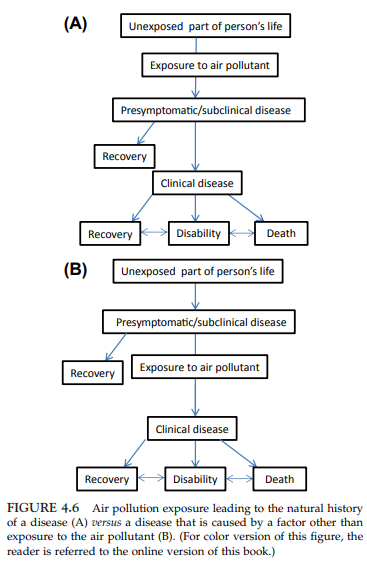 (A)
Unexposed part of person's life
Exposure to air pollutant
Presymptomatic/subclinical disease
Recovery
Clinical disease
Recovery
Disability
Death
(B)
Unexposed part of person's life
Presymptomatic/subclinical disease
Recovery
Exposure to air pollutant
Clinical disease
Recovery
Disability
Death
FIGURE 4.6 Air pollution exposure leading to the natural history
of a disease (A) versus a disease that is caused by a factor other than
exposure to the air pollutant (B). (For color version of this figure, the
reader is referred to the online version of this book.)